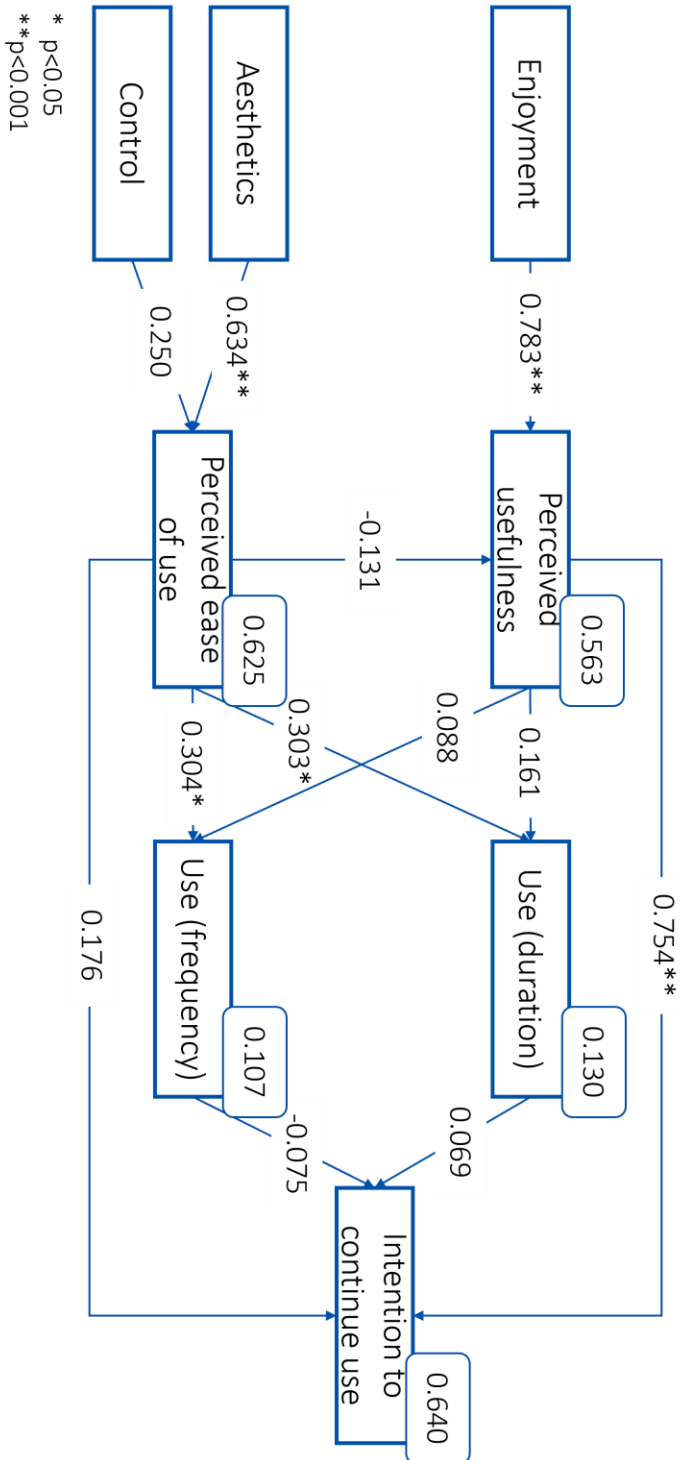 Enjoyment
Aesthetics
Control
* p<0.05
**p<0.001
0.783**
0.634**
0.250
Perceived
usefulness
0.563
-0.131
Perceived ease
of use
0.625
0.754**
0.161
0.088
0.303*
0.304*
0.176
Use (duration)
0.130
Use (frequency)
0.107
0.069
-0.075
Intention to
continue use
0.640